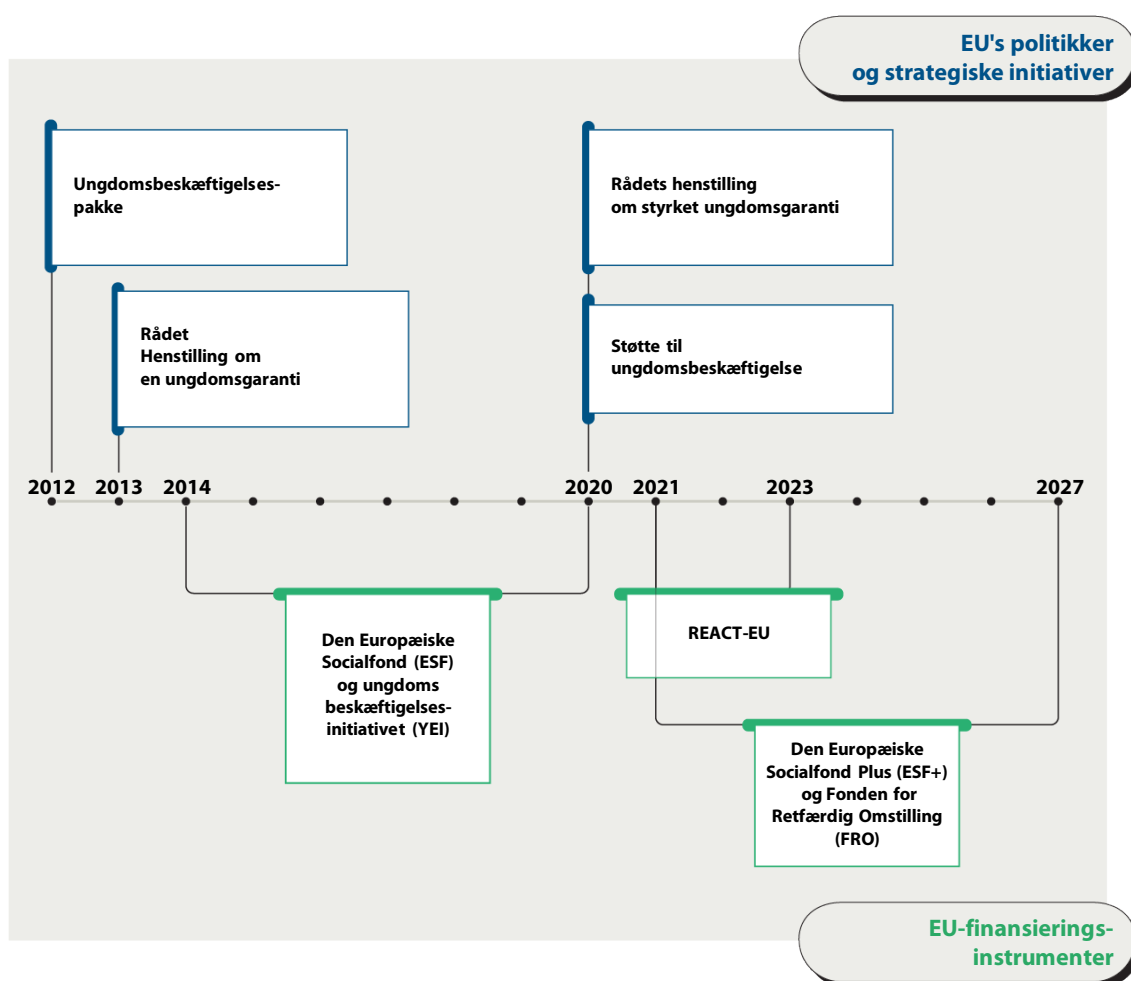 EU's politikker
og strategiske initiativer
Ungdomsbeskæftigelses-
pakke
Rådets henstilling
om styrket ungdomsgaranti
Rådet
Henstilling om
en ungdomsgaranti
Støtte til
ungdomsbeskæftigelse
2012 2013 2014 2020 2021 2023 2027
Den Europæiske
Socialfond (ESF)
og ungdoms
beskæftigelses-
initiativet (YEI)
REACT-EU
Den Europæiske
Socialfond Plus (ESF+)
og Fonden for
Retfærdig Omstilling
(FRO)
EU-finansierings-
instrumenter